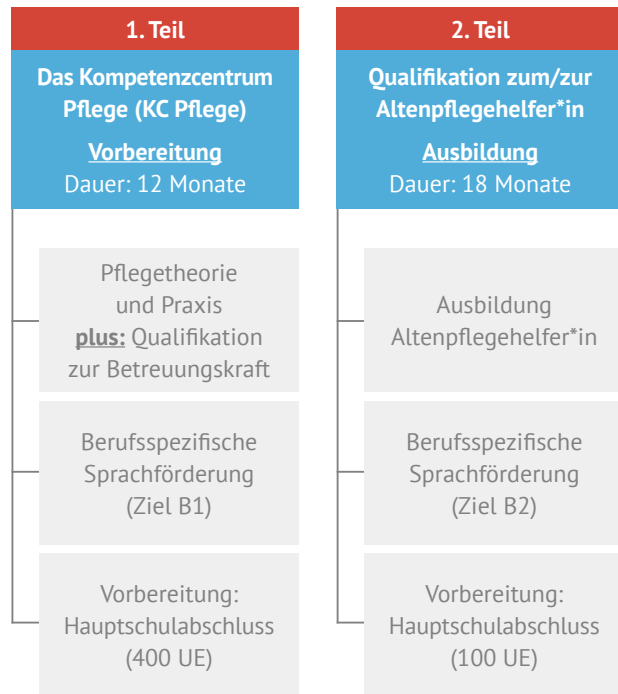 1. Teil
Das Kompetenzcentrum
Pflege (KC Pflege)
Vorbereitung
Dauer: 12 Monate
Pflegetheorie
und Praxis
plus: Qualifikation
zur Betreuungskraft
Berufsspezifische
Sprachförderung
(Ziel B1)
Vorbereitung:
Hauptschulabschluss
(400 UE)
2. Teil
Qualifikation zum/zur
Altenpflegehelfer*in
Ausbildung
Dauer: 18 Monate
Ausbildung
Altenpflegehelfer*in
Berufsspezifische
Sprachförderung
(Ziel B2)
Vorbereitung:
Hauptschulabschluss
(100 UE)